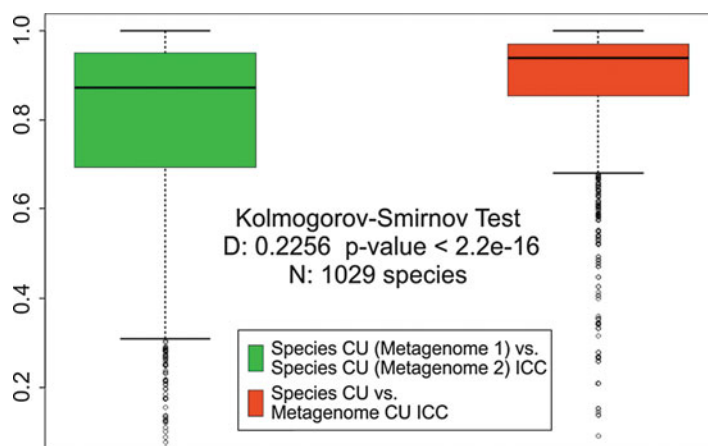 1.0
0.8
0.6
0.4
0.2
Kolmogorov-Smirnov Test
D: 0.2256 p-value < 2.2e-16
N: 1029 species
Species CU (Metagenome 1) vs.
Species CU (Metagenome 2) ICC
Species CU vs.
Metagenome CU ICC